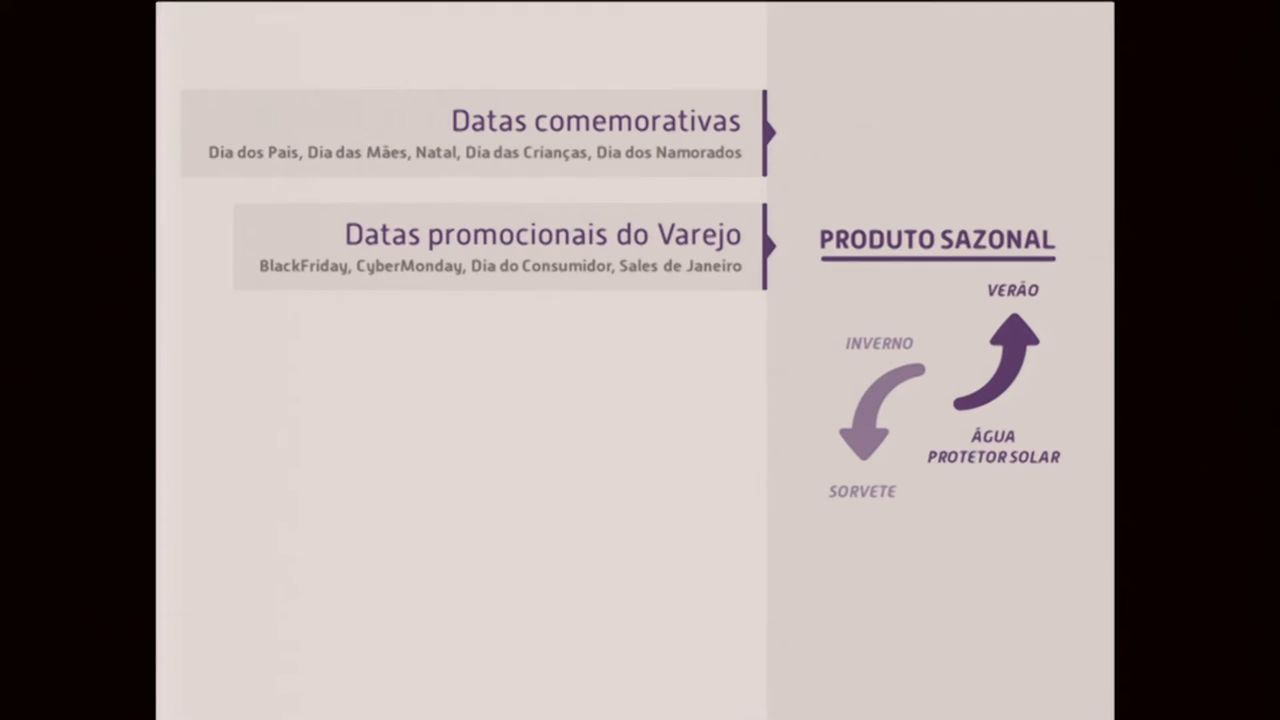 Datas comemorativas
Dia dos Pais, Dia das Mães, Natal, Dia das Crianças, Dia dos Namorados
Datas promocionais do Varejo
BlackFriday, CyberMonday, Dia do Consumidor, Sales de Janeiro
PRODUTO SAZONAL
VERÃO
INVERNO
ÁGUA
PROTETOR SOLAR
SORVETE